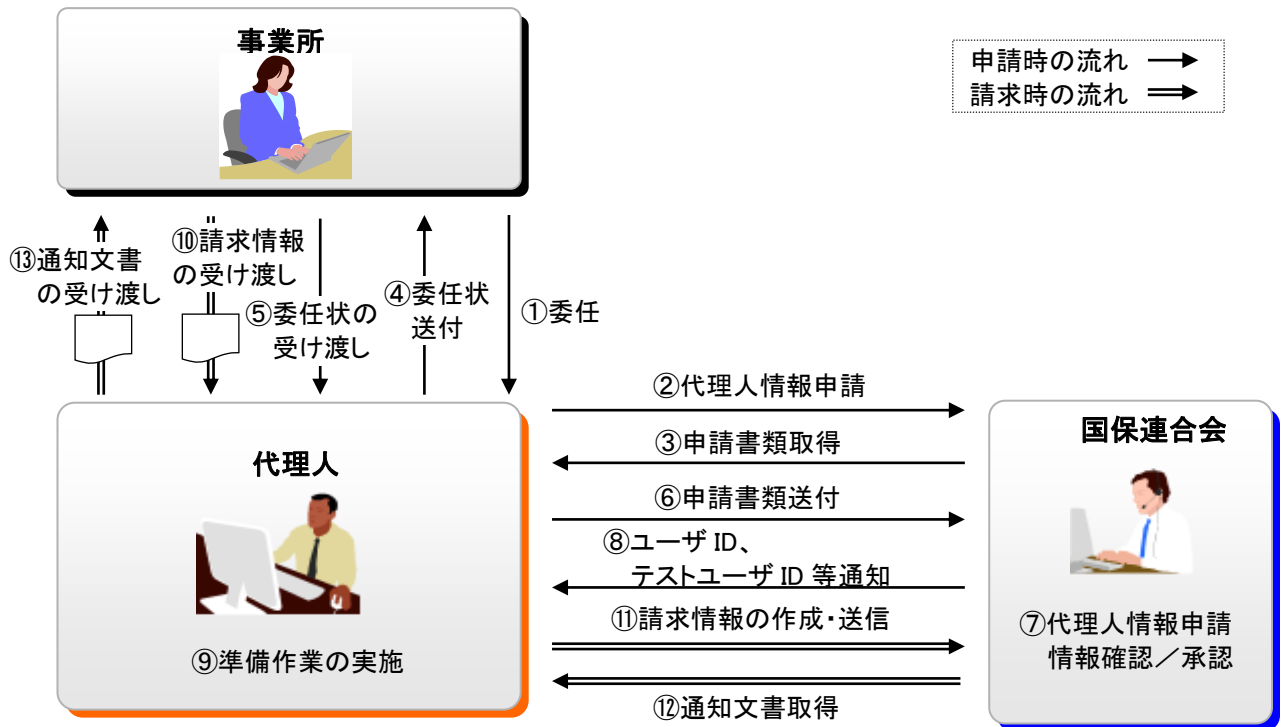 事業所
申請時の流れ
請求時の流れ
⑬通知文書
の受け渡し
⑩請求情報
の受け渡し
⑤委任状の
受け渡し
④委任状
送付
①委任
②代理人情報申請
③申請書類取得
⑥申請書類送付
⑧ユーザ ID、
テストユーザ ID 等通知
⑪請求情報の作成・送信
⑫通知文書取得
代理人
⑨準備作業の実施
国保連合会
⑦代理人情報申請
情報確認／承認